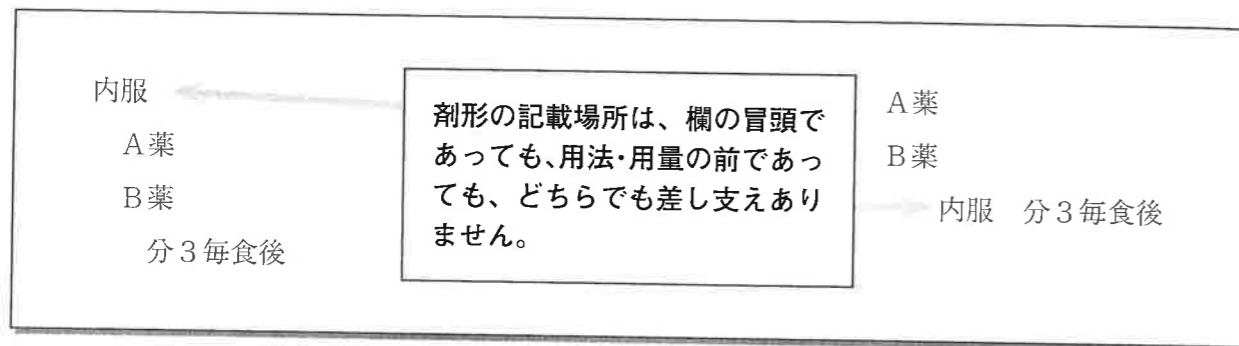 内服
A薬
B薬
分3毎食後
剤形の記載場所は、欄の冒頭で
あっても、用法・用量の前であっ
ても、どちらでも差し支えあり
ません。
A薬
B薬
内服 分3毎食後